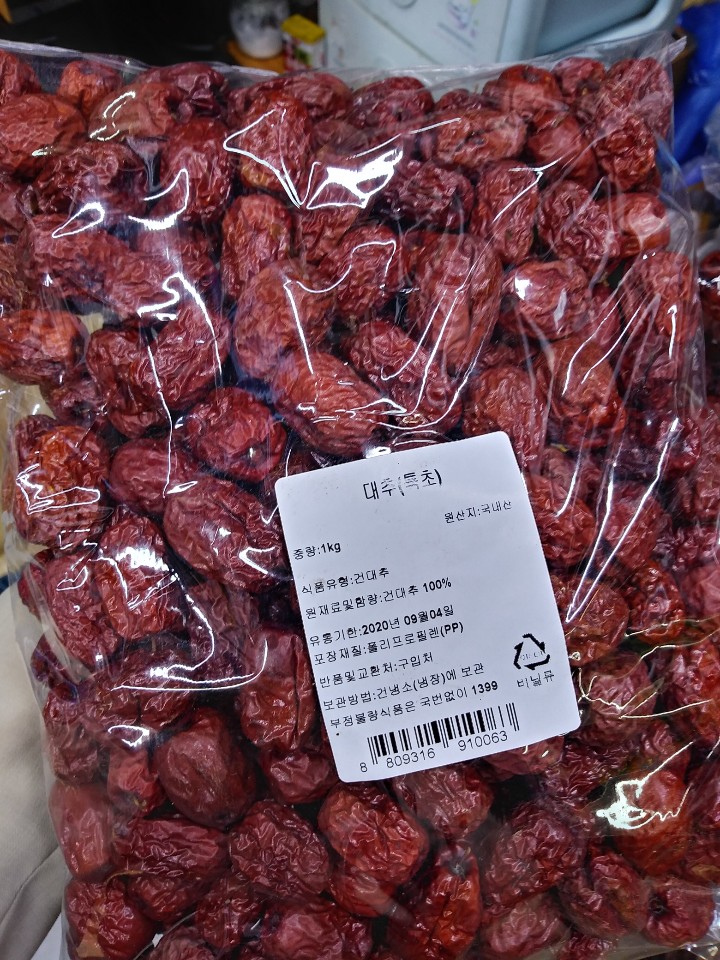 대추(특초)
원산지:국내산
중량:1kg
식품유형:건대추
원재료및함량:건대추 100%
유통기한:2020년 09월04일
포장재질:폴리프로필렌(PP)
반품및교환처:구입처
보관방법:건냉소(냉장)에 보관
부정불량식품은 국번없이 1399
비닐류
8 809316 910063